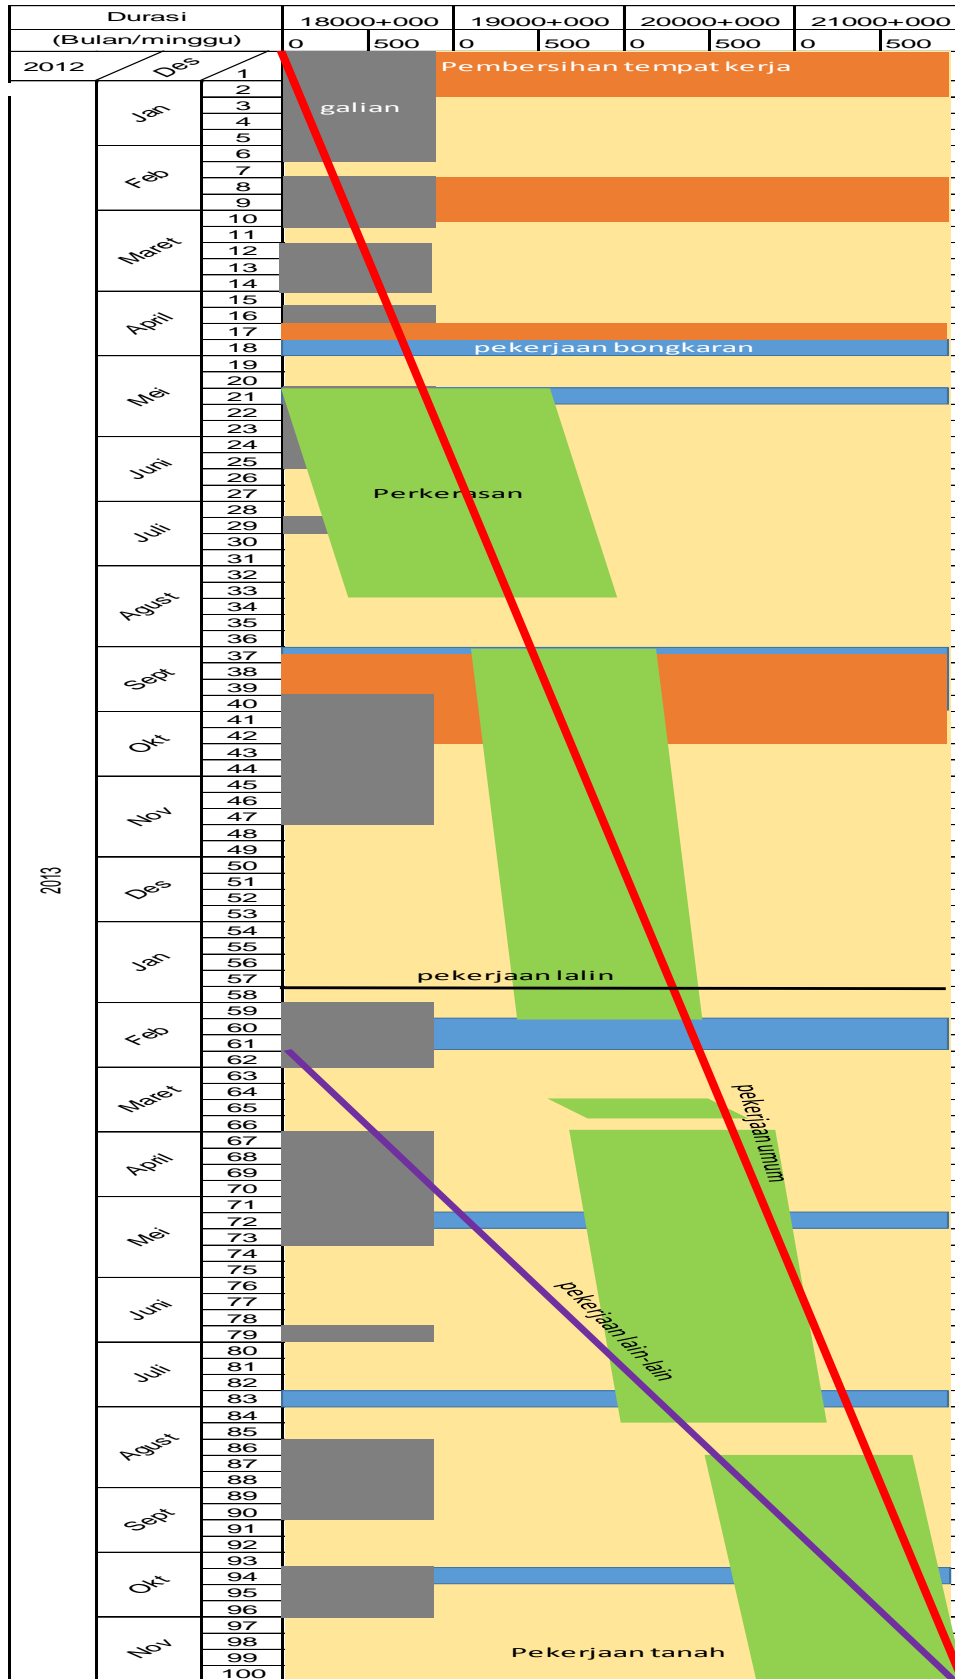 Durasi 18000+000 19000+000 20000+000 21000+000
(Bulan/minggu) 0 500 0 500 0 500 0 500
2012 Des 1 Pembersihan tempat kerja
2
Jan 3 galian
4
5
6
7
Feb 8
9
10
11
Maret 12
13
14
15
April 16
17
18 pekerjaan bongkaran
19
20
Mei 21
22
23
24
Juni 25
26
27 Perkerasan
28
Juli 29
30
31
32
33
Agust 34
35
36
37
Sept 38
39
40
41
Okt 42
43
44
45
46
Nov 47
48
49
2013 50
Des 51
52
53
54
55
Jan 56
57 pekerjaan lalin
58
59
Feb 60
61
62
63
Maret 64
65
66
pekerjaan umum
67
April 68
69
70
71
72
Mei 73
74
75
76
Juni 77
78
79
pekerjaan lain-lain
80
Juli 81
82
83
84
85
Agust 86
87
88
89
Sept 90
91
92
93
Okt 94
95
96
97
Nov 98
99 Pekerjaan tanah
100